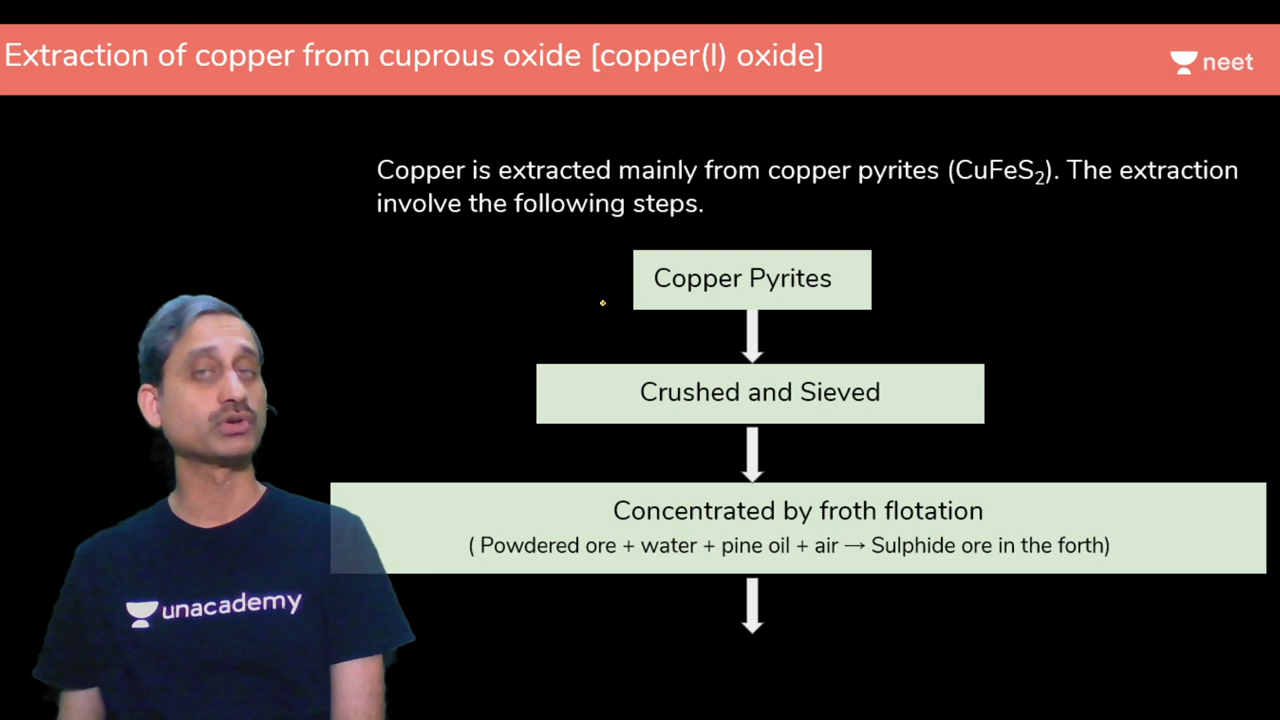 Extraction of copper from cuprous oxide [copper(l) oxide]
neet
Copper is extracted mainly from copper pyrites (CuFeS₂). The extraction
involve the following steps.
Copper Pyrites
Crushed and Sieved
Concentrated by froth flotation
( Powdered ore + water + pine oil + air → Sulphide ore in the forth)
unacademy